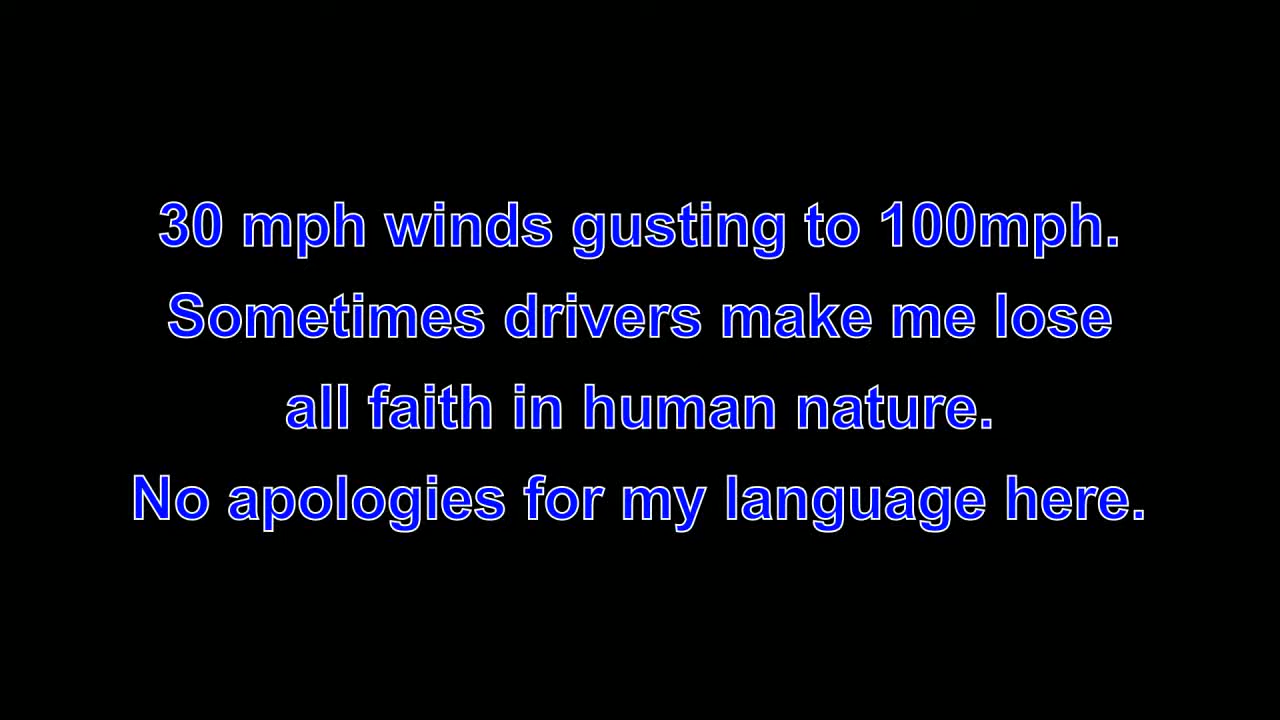 30 mph winds gusting to 100mph.
Sometimes drivers make me lose
all faith in human nature.
No apologies for my language here.